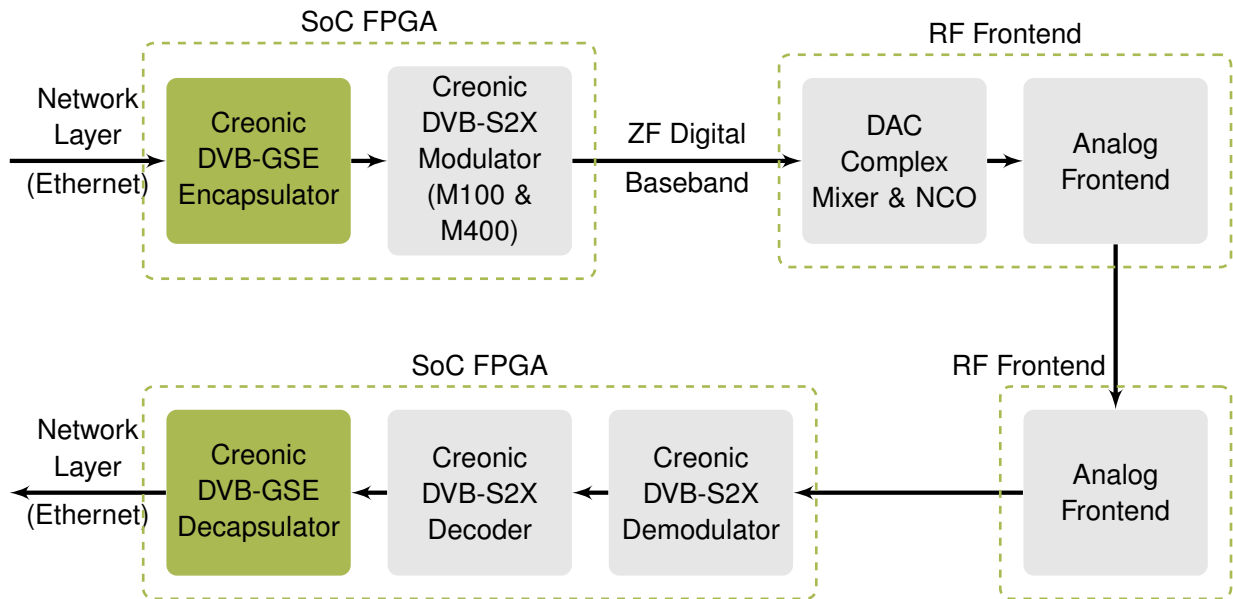 SoC FPGA
RF Frontend
Network
Layer
(Ethernet)
Creonic
DVB-GSE
Encapsulator
Creonic
DVB-S2X
Modulator
(M100 &
M400)
ZF Digital
Baseband
DAC
Complex
Mixer & NCO
Analog
Frontend
SoC FPGA
RF Frontend
Network
Layer
(Ethernet)
Creonic
DVB-GSE
Decapsulator
Creonic
DVB-S2X
Decoder
Creonic
DVB-S2X
Demodulator
Analog
Frontend